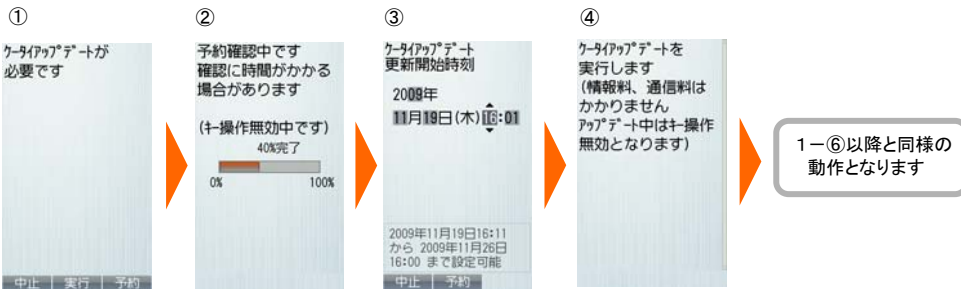 ①
ケータイアップデートが
必要です
中止 実行 予約
②
予約確認中です
確認に時間がかかる
場合があります
(キー操作無効中です)
40%完了
0% 100%
③
ケータイアップデート
更新開始時刻
2009年
11月19日(木)16:01
2009年11月19日16:11
から 2009年11月26日
16:00 まで設定可能
中止 予約
④
ケータイアップデートを
実行します
(情報料、通信料は
かかりません
アップデート中はキー操作
無効となります)
1-⑥以降と同様の
動作となります